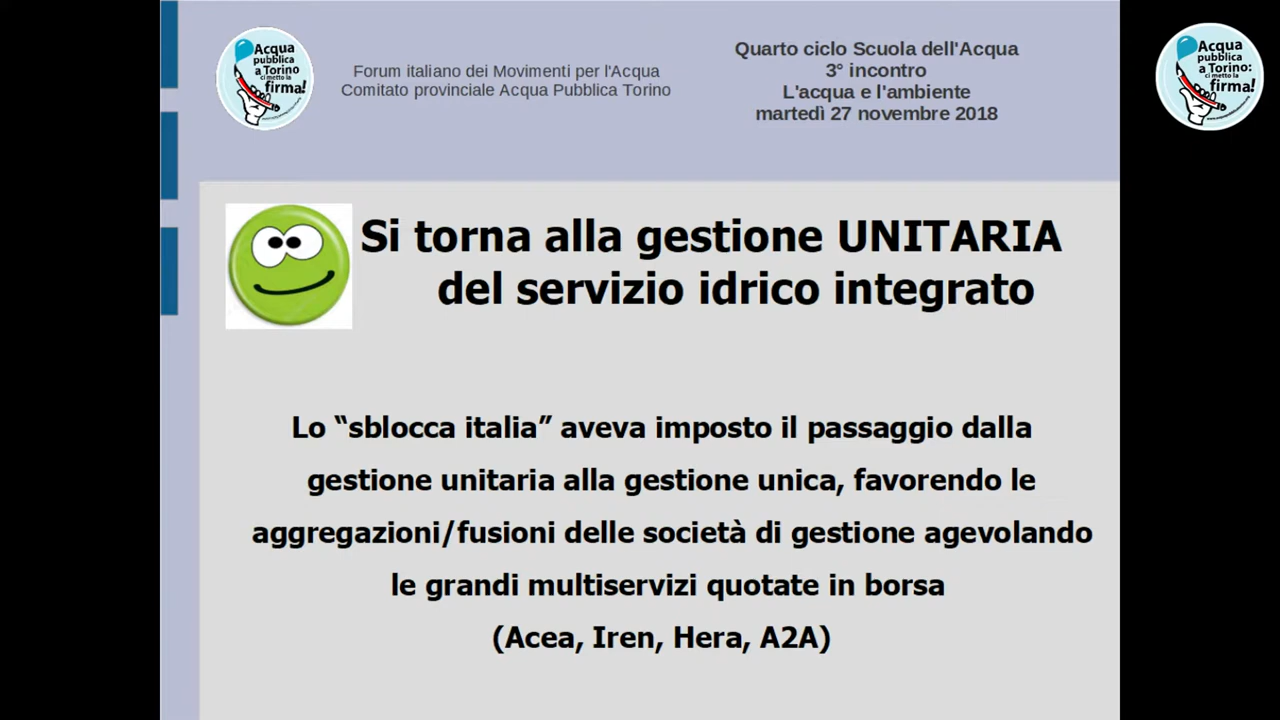 Acqua
pubblica
a Torino
ci metto la
firma!
Forum italiano dei Movimenti per l'Acqua
Comitato provinciale Acqua Pubblica Torino
Quarto ciclo Scuola dell'Acqua
3° incontro
L'acqua e l'ambiente
martedì 27 novembre 2018
Acqua
pubblica
a Torino:
ci metto la
firma!
Si torna alla gestione UNITARIA
del servizio idrico integrato
Lo “sblocca italia” aveva imposto il passaggio dalla
gestione unitaria alla gestione unica, favorendo le
aggregazioni/fusioni delle società di gestione agevolando
le grandi multiservizi quotate in borsa
(Acea, Iren, Hera, A2A)